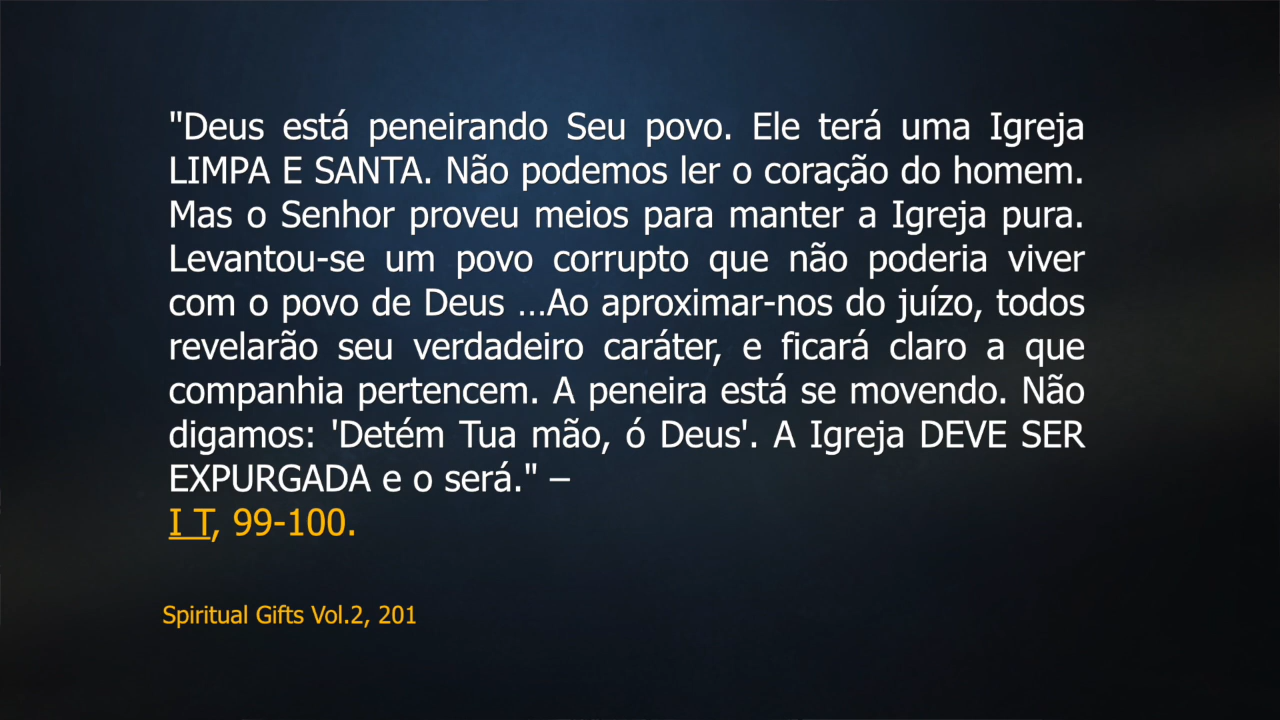 "Deus está peneirando Seu povo. Ele terá uma Igreja
LIMPA E SANTA. Não podemos ler o coração do homem.
Mas o Senhor proveu meios para manter a Igreja pura.
Levantou-se um povo corrupto que não poderia viver
com o povo de Deus ...Ao aproximar-nos do juízo, todos
revelarão seu verdadeiro caráter, e ficará claro a que
companhia pertencem. A peneira está se movendo. Não
digamos: 'Detém Tua mão, ó Deus'. A Igreja DEVE SER
EXPURGADA e o será." –
I T, 99-100.
Spiritual Gifts Vol.2, 201